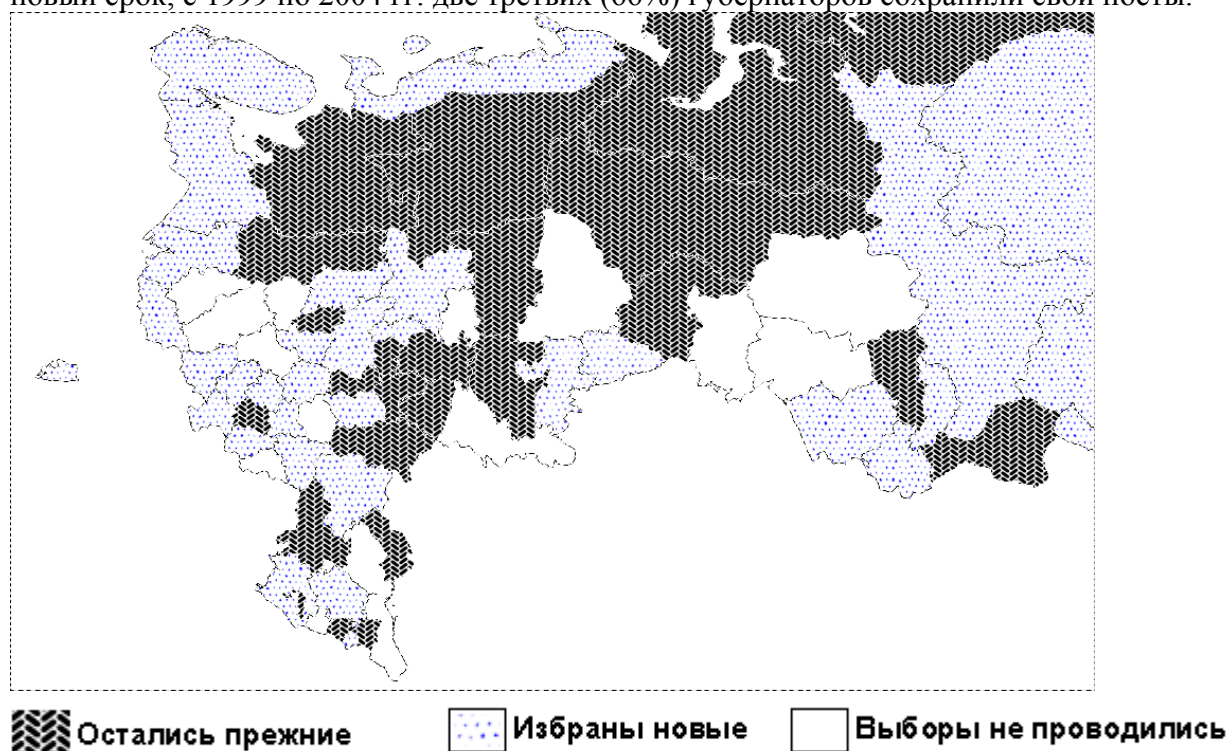 новый срок, с 1999 по 2004 гг. две третьих (66%) губернаторов сохранили свои посты.
Остались прежние
Избраны новые
Выборы не проводились